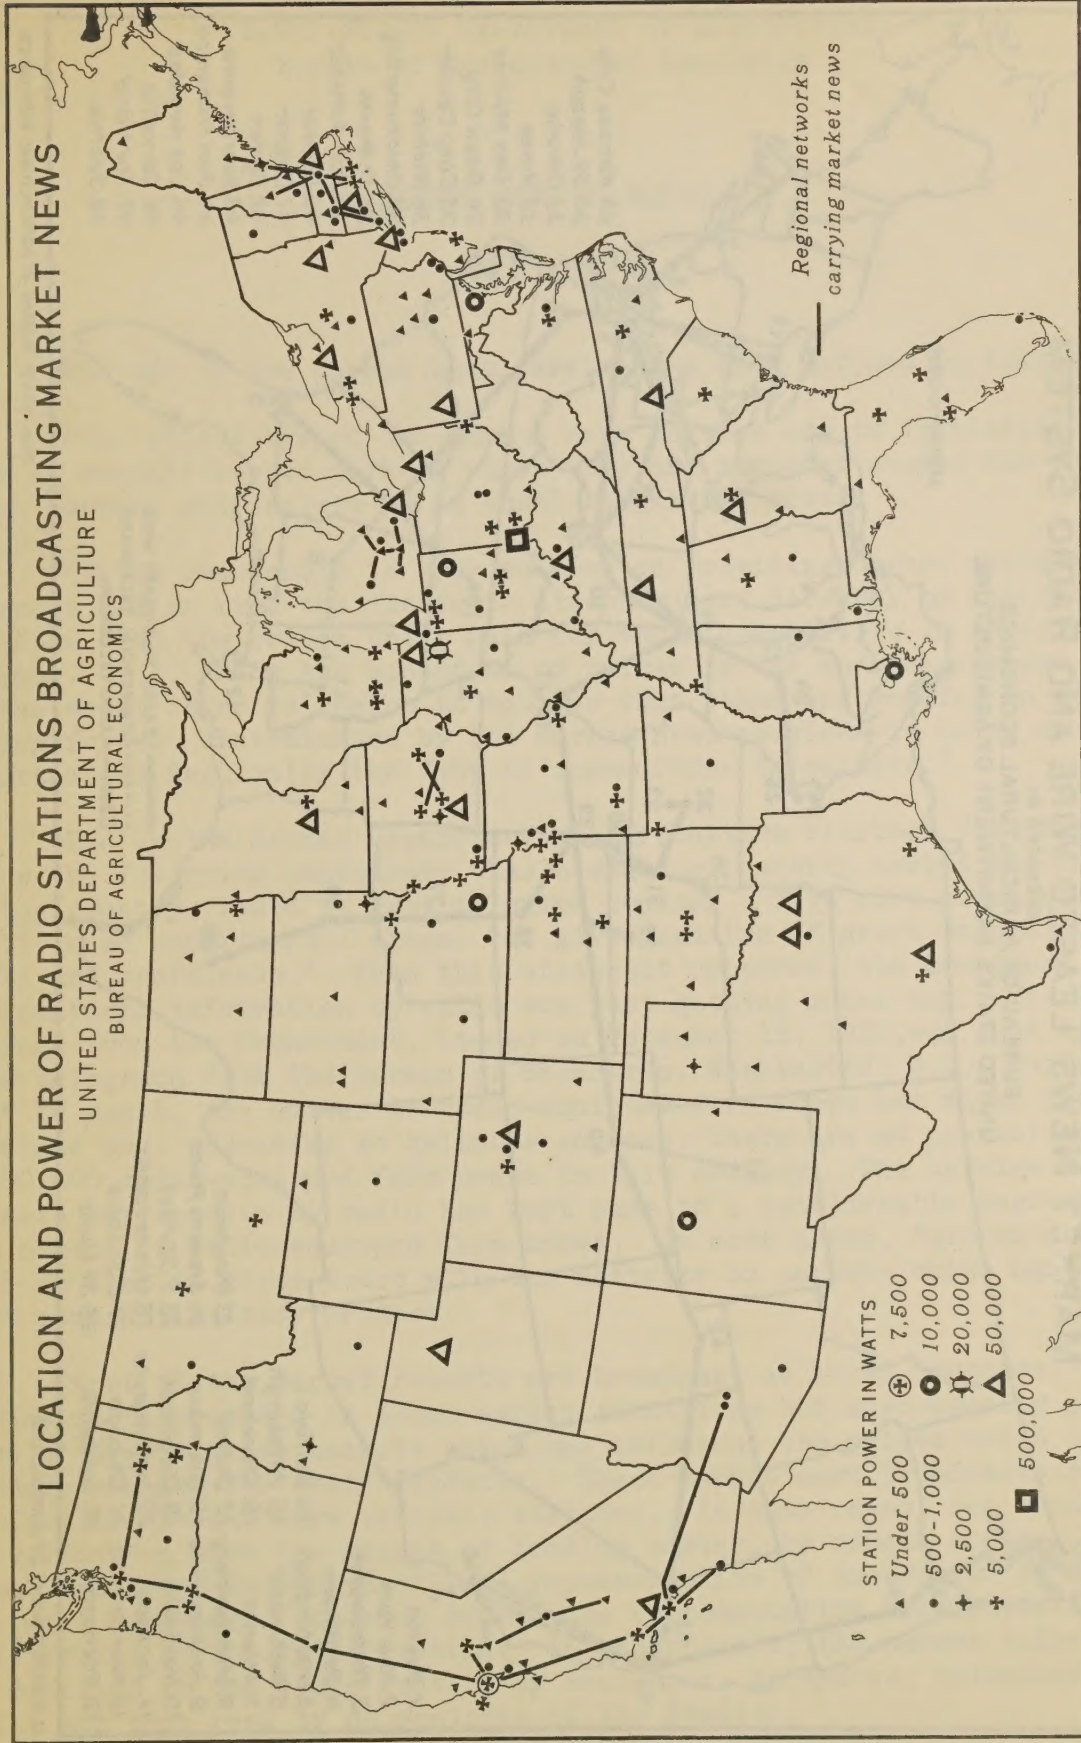 LOCATION AND POWER OF RADIO STATIONS BROADCASTING MARKET NEWS
UNITED STATES DEPARTMENT OF AGRICULTURE
BUREAU OF AGRICULTURAL ECONOMICS
Regional networks
carrying market news
STATION POWER IN WATTS
Under 500
500-1,000
2,500
5,000
7,500
10,000
20,000
50,000
500,000